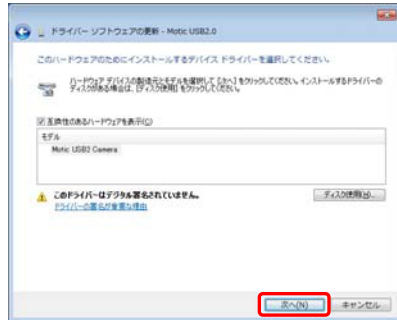 ドライバー ソフトウェアの更新 - Motic USB2.0
このハードウェアのためにインストールするデバイス ドライバーを選択してください。
ハードウェア デバイスの製造元とモデルを選択して [次へ] をクリックしてください。インストールするドライバーの
ディスクがある場合は、[ディスク使用] をクリックしてください。
互換性のあるハードウェアを表示(C)
モデル
Motic USB2 Camera
このドライバーはデジタル署名されていません。
ディスク使用(H)...
ドライバーの署名が重要な理由
次へ(N)
キャンセル